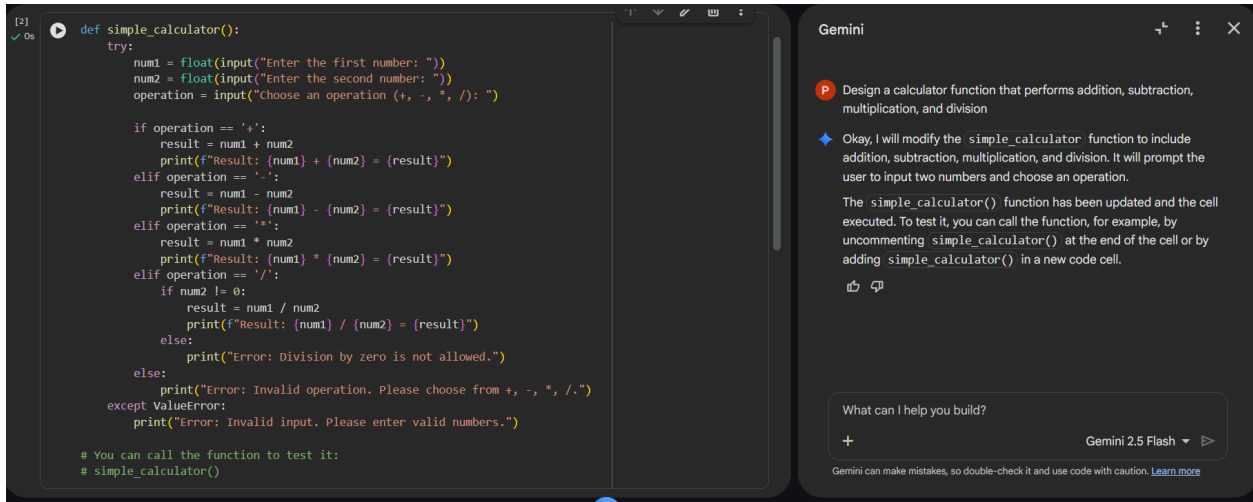 [2]
0s
def simple_calculator():
    try:
        num1 = float(input("Enter the first number: "))
        num2 = float(input("Enter the second number: "))
        operation = input("Choose an operation (+, -, *, /): ")

        if operation == '+':
            result = num1 + num2
            print(f"Result: {num1} + {num2} = {result}")
        elif operation == '-':
            result = num1 - num2
            print(f"Result: {num1} - {num2} = {result}")
        elif operation == '*':
            result = num1 * num2
            print(f"Result: {num1} * {num2} = {result}")
        elif operation == '/':
            if num2 != 0:
                result = num1 / num2
                print(f"Result: {num1} / {num2} = {result}")
            else:
                print("Error: Division by zero is not allowed.")
        else:
            print("Error: Invalid operation. Please choose from +, -, *, /.")
    except ValueError:
        print("Error: Invalid input. Please enter valid numbers.")

# You can call the function to test it:
# simple_calculator()
Gemini
P
Design a calculator function that performs addition, subtraction,
multiplication, and division
Okay, I will modify the simple_calculator function to include
addition, subtraction, multiplication, and division. It will prompt the
user to input two numbers and choose an operation.
The simple_calculator() function has been updated and the cell
executed. To test it, you can call the function, for example, by
uncommenting simple_calculator() at the end of the cell or by
adding simple_calculator() in a new code cell.
What can I help you build?
Gemini 2.5 Flash
Gemini can make mistakes, so double-check it and use code with caution. Learn more